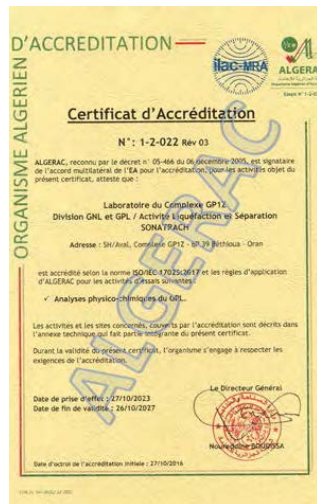 ORGANISME ALGERIEN
D'ACCREDITATION
ilac-MRA
ALGERAC
Certificat d'Accréditation
N°: 1-2-022 Rév 03
ALGERAC, reconnu par le décret n° 05-466 du 06 décembre 2005, est signataire
de l'accord multilatéral de l'EA pour l'accréditation, pour les activités objet du
présent certificat, atteste que :
Laboratoire du Complexe GP1Z
Division GNL et GPL / Activité Liquéfaction et Séparation
SONATRACH
Adresse : SH/Aval, Complexe GP1Z - BP 39 Béthioua - Oran
est accrédité selon la norme ISO/IEC 17025:2017 et les règles d'application
d'ALGERAC pour les activités d'essais suivantes :
✓ Analyses physico-chimiques du GPL.
Les activités et les sites concernés, couverts par l'accréditation sont décrits dans
l'annexe technique qui fait partie intégrante du présent certificat.
Durant la validité du présent certificat, l'organisme s'engage à respecter les
exigences de l'accréditation.
Le Directeur Général
Date de prise d'effet : 27/10/2023
Date de fin de validité : 26/10/2027
Noureddine BOUDISSA
Date d'octroi de l'accréditation initiale : 27/10/2016
ALGERAC